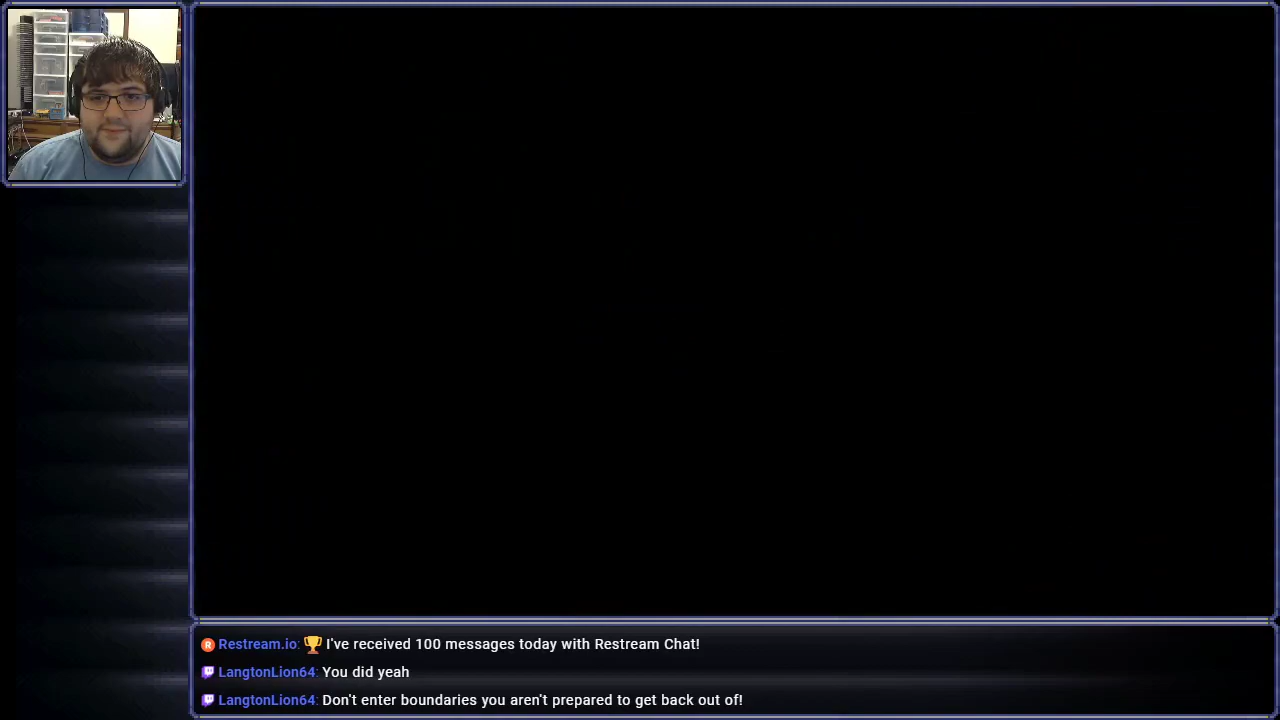 Restream.io: 🏆 I've received 100 messages today with Restream Chat!
LangtonLion64: You did yeah
LangtonLion64: Don't enter boundaries you aren't prepared to get back out of!